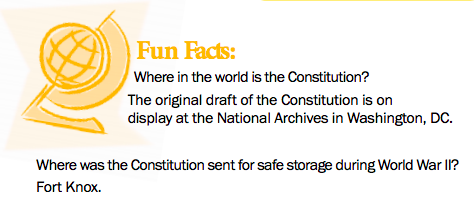 Fun Facts:
Where in the world is the Constitution?
The original draft of the Constitution is on
display at the National Archives in Washington, DC.
Where was the Constitution sent for safe storage during World War II?
Fort Knox.